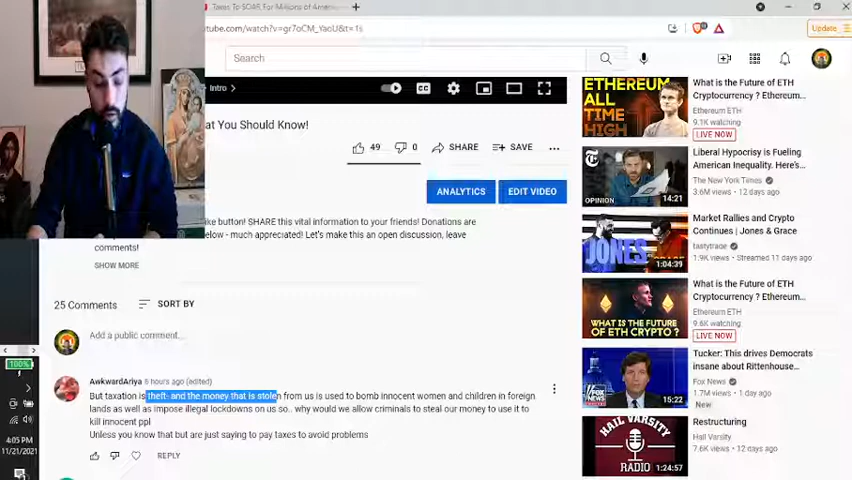 Taxes To SOAR For Millions of America
tube.com/watch?v=gr7oCM_YaoU&t=1s
Update
Search
Intro
CC
at You Should Know!
49
0
SHARE
SAVE
ANALYTICS
EDIT VIDEO
ke button! SHARE this vital information to your friends! Donations are
elow - much appreciated! Let's make this an open discussion, leave
comments!
SHOW MORE
25 Comments
SORT BY
Add a public comment...
AwkwardAriya 6 hours ago (edited)
But taxation is theft- and the money that is stolen from us is used to bomb innocent women and children in foreign
lands as well as impose illegal lockdowns on us so.. why would we allow criminals to steal our money to use it to
kill innocent ppl
Unless you know that but are just saying to pay taxes to avoid problems
REPLY
100%
4:05 PM
11/21/2021
ETHEREUM
ALL
TIME
HIGH
What is the Future of ETH
Cryptocurrency ? Ethereum...
Ethereum ETH
9.1K watching
LIVE NOW
OPINION
14:21
Liberal Hypocrisy is Fueling
American Inequality. Here's...
The New York Times
3.6M views • 12 days ago
JONES
1:04:39
Market Rallies and Crypto
Continues | Jones & Grace
tastytrade
1.9K views • Streamed 11 days ago
WHAT IS THE FUTURE
OF ETH CRYPTO ?
What is the Future of ETH
Cryptocurrency ? Ethereum...
Ethereum ETH
9.6K watching
LIVE NOW
15:22
Tucker: This drives Democrats
insane about Rittenhouse ...
Fox News
1.7M views • 2 days ago
New
HAIL VARSITY
RADIO
1:24:57
Restructuring
Hail Varsity
7.6K views • 12 days ago